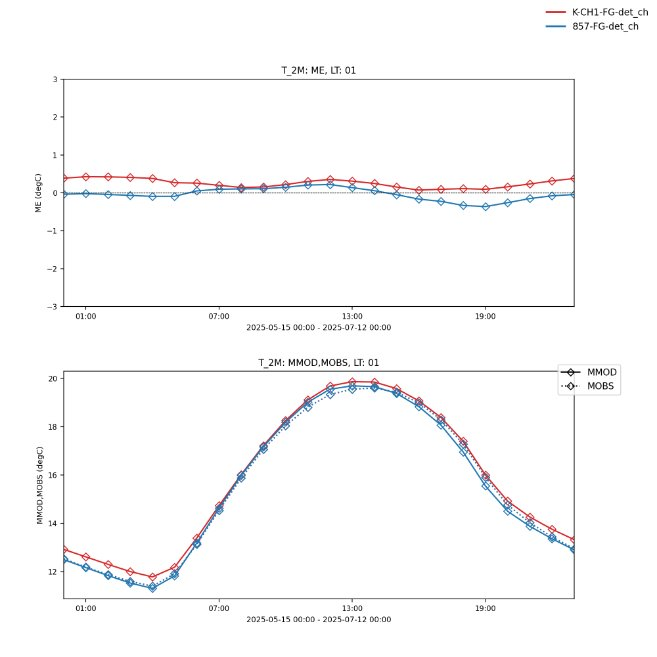 K-CH1-FG-det_ch
857-FG-det_ch
T_2M: ME, LT: 01
3
2
1
0
−1
−2
−3
ME (degC)
01:00 07:00 13:00 19:00
2025-05-15 00:00 - 2025-07-12 00:00
T_2M: MMOD,MOBS, LT: 01
MMOD
MOBS
20
18
16
14
12
MMOD,MOBS (degC)
01:00 07:00 13:00 19:00
2025-05-15 00:00 - 2025-07-12 00:00